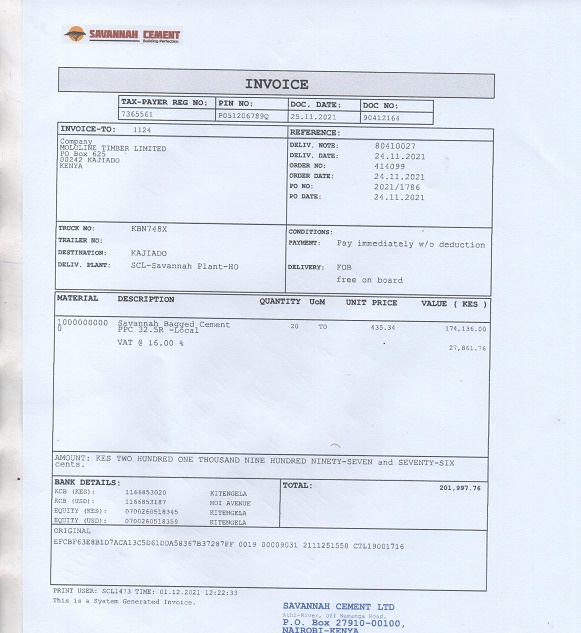 SAVANNAH CEMENT
Building Perfection
INVOICE
TAX-PAYER REG NO: PIN NO: DOC. DATE: DOC NO:
7365561 P051206789Q 25.11.2021 90412164
INVOICE-TO: 1124
Company
MOLOLINE TIMBER LIMITED
PO Box 625
00242 KAJIADO
KENYA
REFERENCE:
DELIV. NOTE: 80410027
DELIV. DATE: 24.11.2021
ORDER NO: 414099
ORDER DATE: 24.11.2021
PO NO: 2021/1786
PO DATE: 24.11.2021
TRUCK NO: KBN748X
TRAILER NO:
DESTINATION: KAJIADO
DELIV. PLANT: SCL-Savannah Plant-HO
CONDITIONS:
PAYMENT: Pay immediately w/o deduction
DELIVERY: FOB
free on board
MATERIAL DESCRIPTION QUANTITY UoM UNIT PRICE VALUE ( KES )
1000000000 Savannah Bagged Cement 20 TO 435.34 174,136.00
0 PPC 32.5R -Local
VAT @ 16.00 % 27,861.76
AMOUNT: KES TWO HUNDRED ONE THOUSAND NINE HUNDRED NINETY-SEVEN and SEVENTY-SIX
cents.
BANK DETAILS:
KCB (KES): 1166853020 KITENGELA
KCB (USD): 1166853187 MOI AVENUE
EQUITY (KES) 0700260518345 KITENGELA
EQUITY (USD) 0700260518359 KITENGELA
TOTAL: 201,997.76
ORIGINAL
EFCBF63E8B1D7ACA13C5D61DDA58367B37287FF 0019 00009031 2111251550 CTL19001716
PRINT USER: SCL1473 TIME: 01.12.2021 12:22:33
This is a System Generated Invoice.
SAVANNAH CEMENT LTD
Athi-River, Off Namanga Road.
P.O. Box 27910-00100,
NAIROBI-KENYA